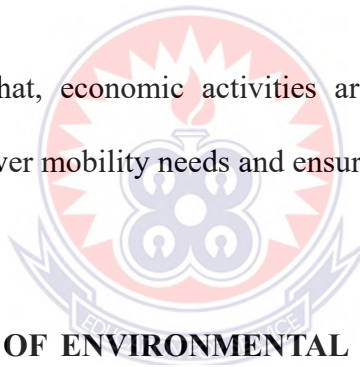 hat, economic activities ar
ver mobility needs and ensur
OF ENVIRONMENTAL